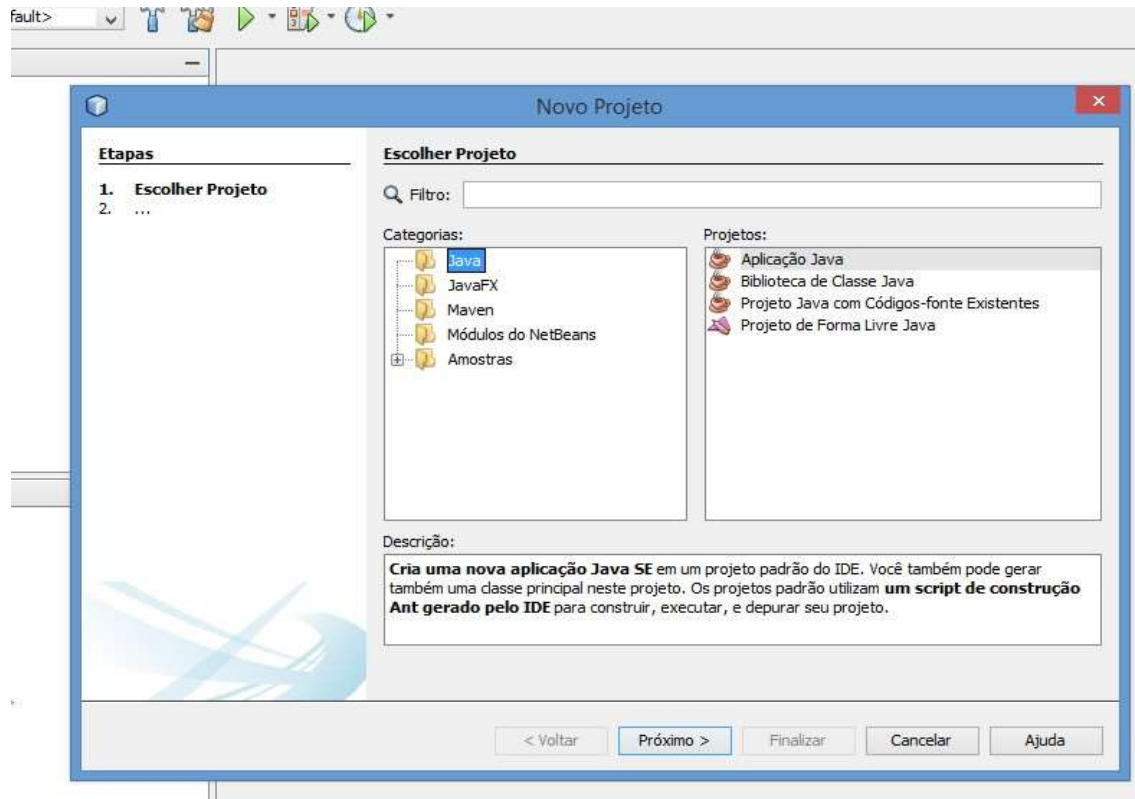 fault>
Novo Projeto
Etapas
1. Escolher Projeto
2. ...
Escolher Projeto
Filtro:
Categorias:
Java
JavaFX
Maven
Módulos do NetBeans
Amostras
Projetos:
Aplicação Java
Biblioteca de Classe Java
Projeto Java com Códigos-fonte Existentes
Projeto de Forma Livre Java
Descrição:
Cria uma nova aplicação Java SE em um projeto padrão do IDE. Você também pode gerar
também uma classe principal neste projeto. Os projetos padrão utilizam um script de construção
Ant gerado pelo IDE para construir, executar, e depurar seu projeto.
< Voltar
Próximo >
Finalizar
Cancelar
Ajuda